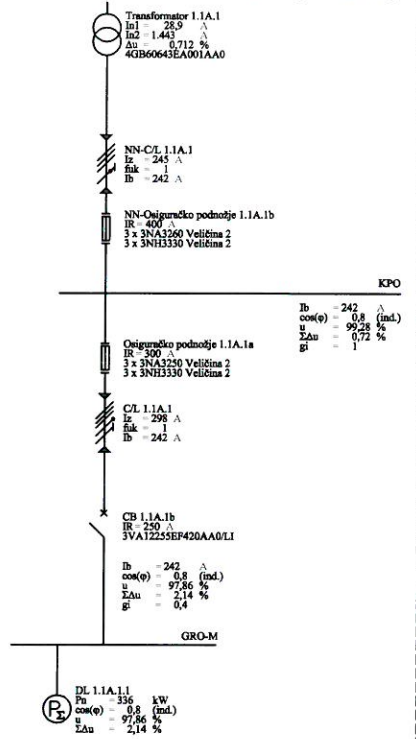 Transformator 1.1A.1
In1 = 28,9 A
In2 = 1.443 A
Δu = 0,712 %
4GB60643EA001AA0
NN-C/L 1.1A.1
Iz = 245 A
fuk = 1
Ib = 242 A
NN-Osiguračko podnožje 1.1A.1b
IR = 400 A
3 x 3NA3260 Veličina 2
3 x 3NH3330 Veličina 2
KPO
Ib = 242 A
cos(φ) = 0,8 (ind.)
u = 99,28 %
ΣΔu = 0,72 %
gi = 1
Osiguračko podnožje 1.1A.1a
IR = 300 A
3 x 3NA3250 Veličina 2
3 x 3NH3330 Veličina 2
C/L 1.1A.1
Iz = 298 A
fuk = 1
Ib = 242 A
CB 1.1A.1b
IR = 250 A
3VA12255EF420AA0/LI
Ib = 242 A
cos(φ) = 0,8 (ind.)
u = 97,86 %
ΣΔu = 2,14 %
gi = 0,4
GRO-M
PΣ
DL 1.1A.1.1
Pn = 336 kW
cos(φ) = 0,8 (ind.)
u = 97,86 %
ΣΔu = 2,14 %